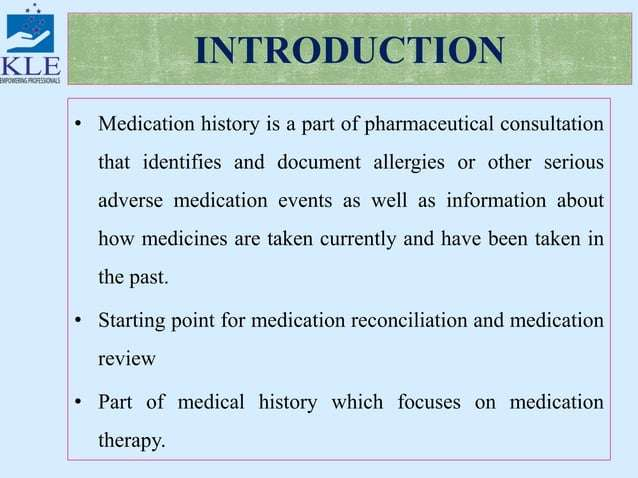 KLE
EMPOWERING PROFESSIONALS
INTRODUCTION
• Medication history is a part of pharmaceutical consultation
that identifies and document allergies or other serious
adverse medication events as well as information about
how medicines are taken currently and have been taken in
the past.
• Starting point for medication reconciliation and medication
review
• Part of medical history which focuses on medication
therapy.